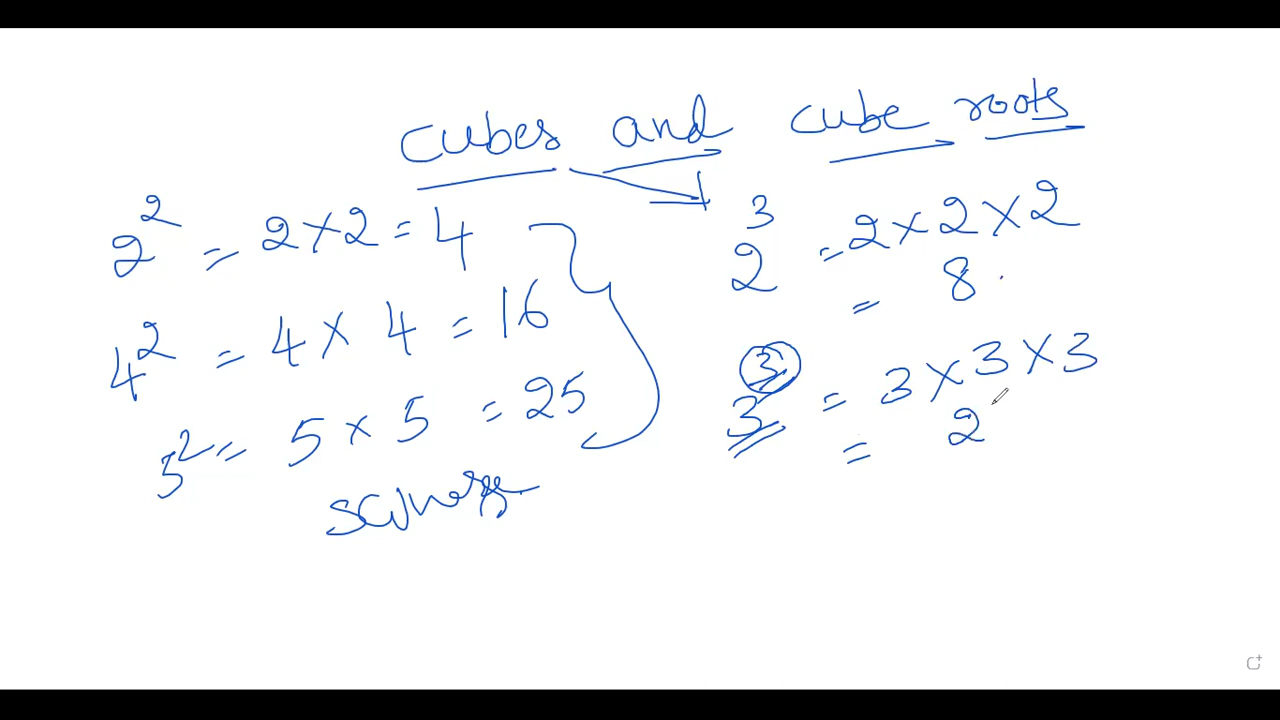 cubes and cube roots
2² = 2 × 2 = 4
4² = 4 × 4 = 16
5² = 5 × 5 = 25
2³ = 2 × 2 × 2
= 8.
3³ = 3 × 3 × 3
= 2